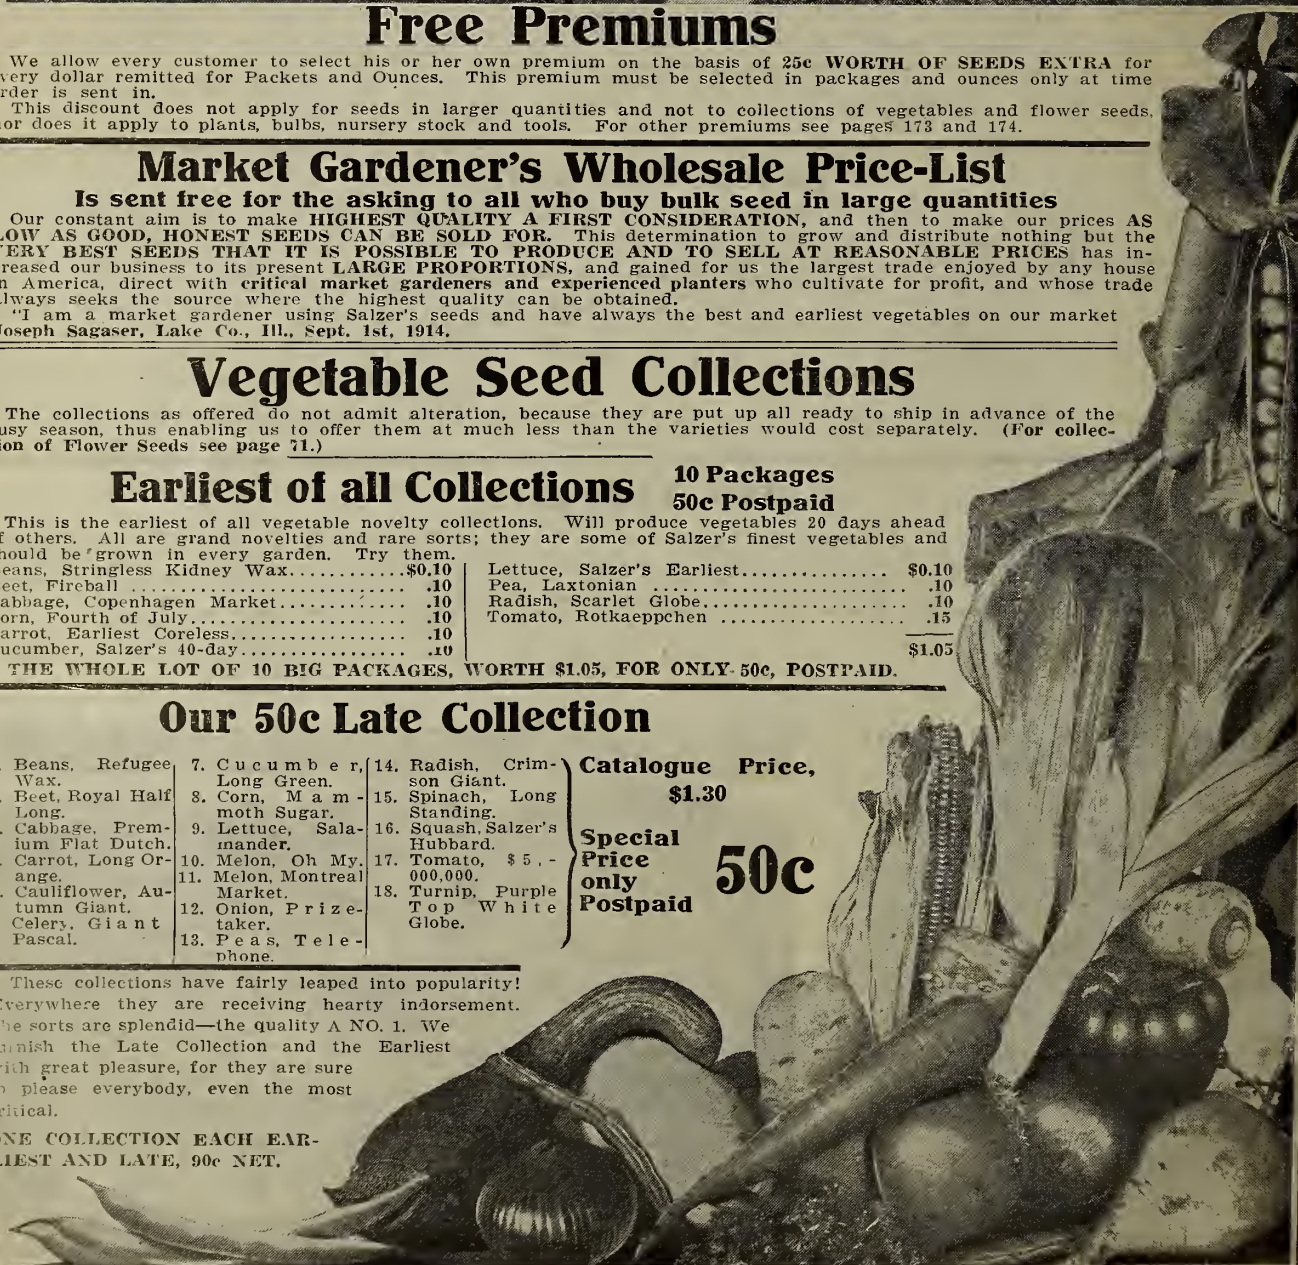 Free Premiums
We allow every customer to select his or her own premium on the basis of 25c WORTH OF SEEDS EXTRA for
very dollar remitted for Packets and Ounces. This premium must be selected in packages and ounces only at time
rder is sent in.
This discount does not apply for seeds in larger quantities and not to collections of vegetables and flower seeds,
or does it apply to plants, bulbs, nursery stock and tools. For other premiums see pages 173 and 174.
Market Gardener's Wholesale Price-List
Is sent free for the asking to all who buy bulk seed in large quantities
Our constant aim is to make HIGHEST QUALITY A FIRST CONSIDERATION, and then to make our prices AS
LOW AS GOOD, HONEST SEEDS CAN BE SOLD FOR. This determination to grow and distribute nothing but the
VERY BEST SEEDS THAT IT IS POSSIBLE TO PRODUCE AND TO SELL AT REASONABLE PRICES has in-
reased our business to its present LARGE PROPORTIONS, and gained for us the largest trade enjoyed by any house
n America, direct with critical market gardeners and experienced planters who cultivate for profit, and whose trade
lways seeks the source where the highest quality can be obtained.
"I am a market gardener using Salzer's seeds and have always the best and earliest vegetables on our market
Joseph Sagaser, Lake Co., Ill., Sept. 1st, 1914.
Vegetable Seed Collections
The collections as offered do not admit alteration, because they are put up all ready to ship in advance of the
usy season, thus enabling us to offer them at much less than the varieties would cost separately. (For collec-
ion of Flower Seeds see page 71.)
Earliest of all Collections
10 Packages
50c Postpaid
This is the earliest of all vegetable novelty collections. Will produce vegetables 20 days ahead
f others. All are grand novelties and rare sorts; they are some of Salzer's finest vegetables and
hould be grown in every garden. Try them.
eans, Stringless Kidney Wax............$0.10
eet, Fireball ............................ .10
abbage, Copenhagen Market............ .10
orn, Fourth of July.................... .10
arrot, Earliest Coreless................. .10
ucumber, Salzer's 40-day................ .10
Lettuce, Salzer's Earliest............... $0.10
Pea, Laxtonian ......................... .10
Radish, Scarlet Globe................... .10
Tomato, Rotkaeppchen .................. .15
$1.05
THE WHOLE LOT OF 10 BIG PACKAGES, WORTH $1.05, FOR ONLY 50c, POSTPAID.
Our 50c Late Collection
. Beans, Refugee
Wax.
. Beet, Royal Half
Long.
. Cabbage, Prem-
ium Flat Dutch.
. Carrot, Long Or-
ange.
. Cauliflower, Au-
tumn Giant.
Celery, Giant
Pascal.
7. Cucumber,
Long Green.
8. Corn, Mam-
moth Sugar.
9. Lettuce, Sala-
mander.
10. Melon, Oh My.
11. Melon, Montreal
Market.
12. Onion, Prize-
taker.
13. Peas, Tele-
phone.
14. Radish, Crim-
son Giant.
15. Spinach, Long
Standing.
16. Squash, Salzer's
Hubbard.
17. Tomato, $5,-
000,000.
18. Turnip, Purple
Top White
Globe.
Catalogue Price,
$1.30
Special
Price
only
Postpaid
50c
These collections have fairly leaped into popularity!
Everywhere they are receiving hearty indorsement.
he sorts are splendid—the quality A NO. 1. We
urnish the Late Collection and the Earliest
ith great pleasure, for they are sure
o please everybody, even the most
ritical.
ONE COLLECTION EACH EAR-
LIEST AND LATE, 90c NET.